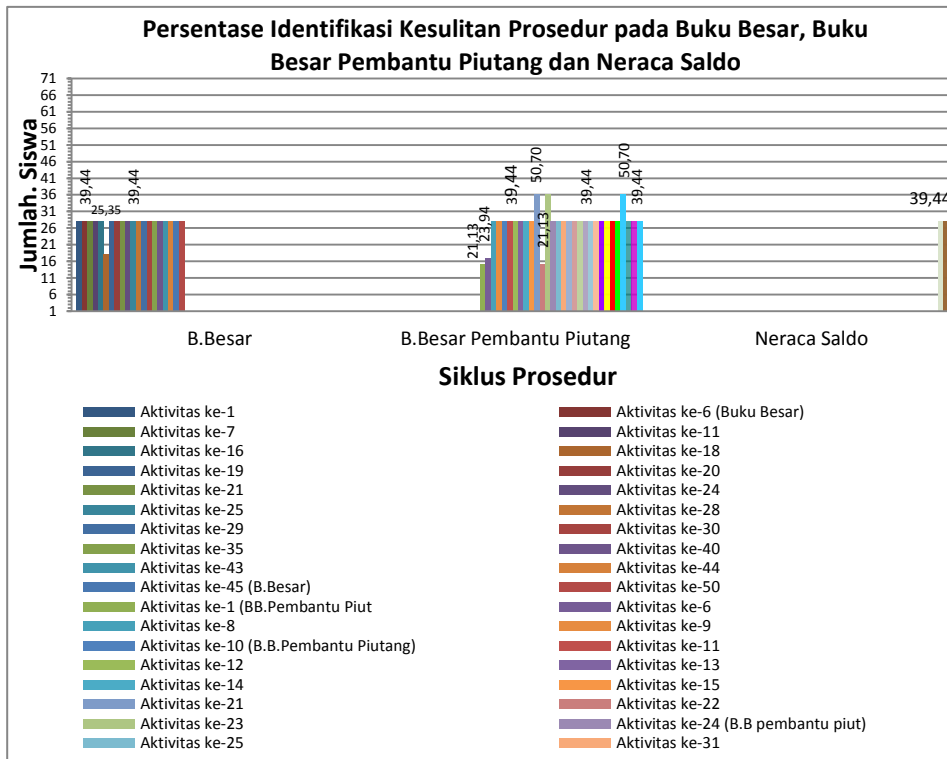 Persentase Identifikasi Kesulitan Prosedur pada Buku Besar, Buku
Besar Pembantu Piutang dan Neraca Saldo
Jumlah. Siswa
71
66
61
56
51
46
41
36
31
26
21
16
11
6
1
39,44
25,35
39,44
21,13
23,94
39,44
50,70
21,13
39,44
50,70
39,44
39,44
B.Besar
B.Besar Pembantu Piutang
Neraca Saldo
Siklus Prosedur
Aktivitas ke-1
Aktivitas ke-6 (Buku Besar)
Aktivitas ke-7
Aktivitas ke-11
Aktivitas ke-16
Aktivitas ke-18
Aktivitas ke-19
Aktivitas ke-20
Aktivitas ke-21
Aktivitas ke-24
Aktivitas ke-25
Aktivitas ke-28
Aktivitas ke-29
Aktivitas ke-30
Aktivitas ke-35
Aktivitas ke-40
Aktivitas ke-43
Aktivitas ke-44
Aktivitas ke-45 (B.Besar)
Aktivitas ke-50
Aktivitas ke-1 (BB.Pembantu Piut
Aktivitas ke-6
Aktivitas ke-8
Aktivitas ke-9
Aktivitas ke-10 (B.B.Pembantu Piutang)
Aktivitas ke-11
Aktivitas ke-12
Aktivitas ke-13
Aktivitas ke-14
Aktivitas ke-15
Aktivitas ke-21
Aktivitas ke-22
Aktivitas ke-23
Aktivitas ke-24 (B.B pembantu piut)
Aktivitas ke-25
Aktivitas ke-31